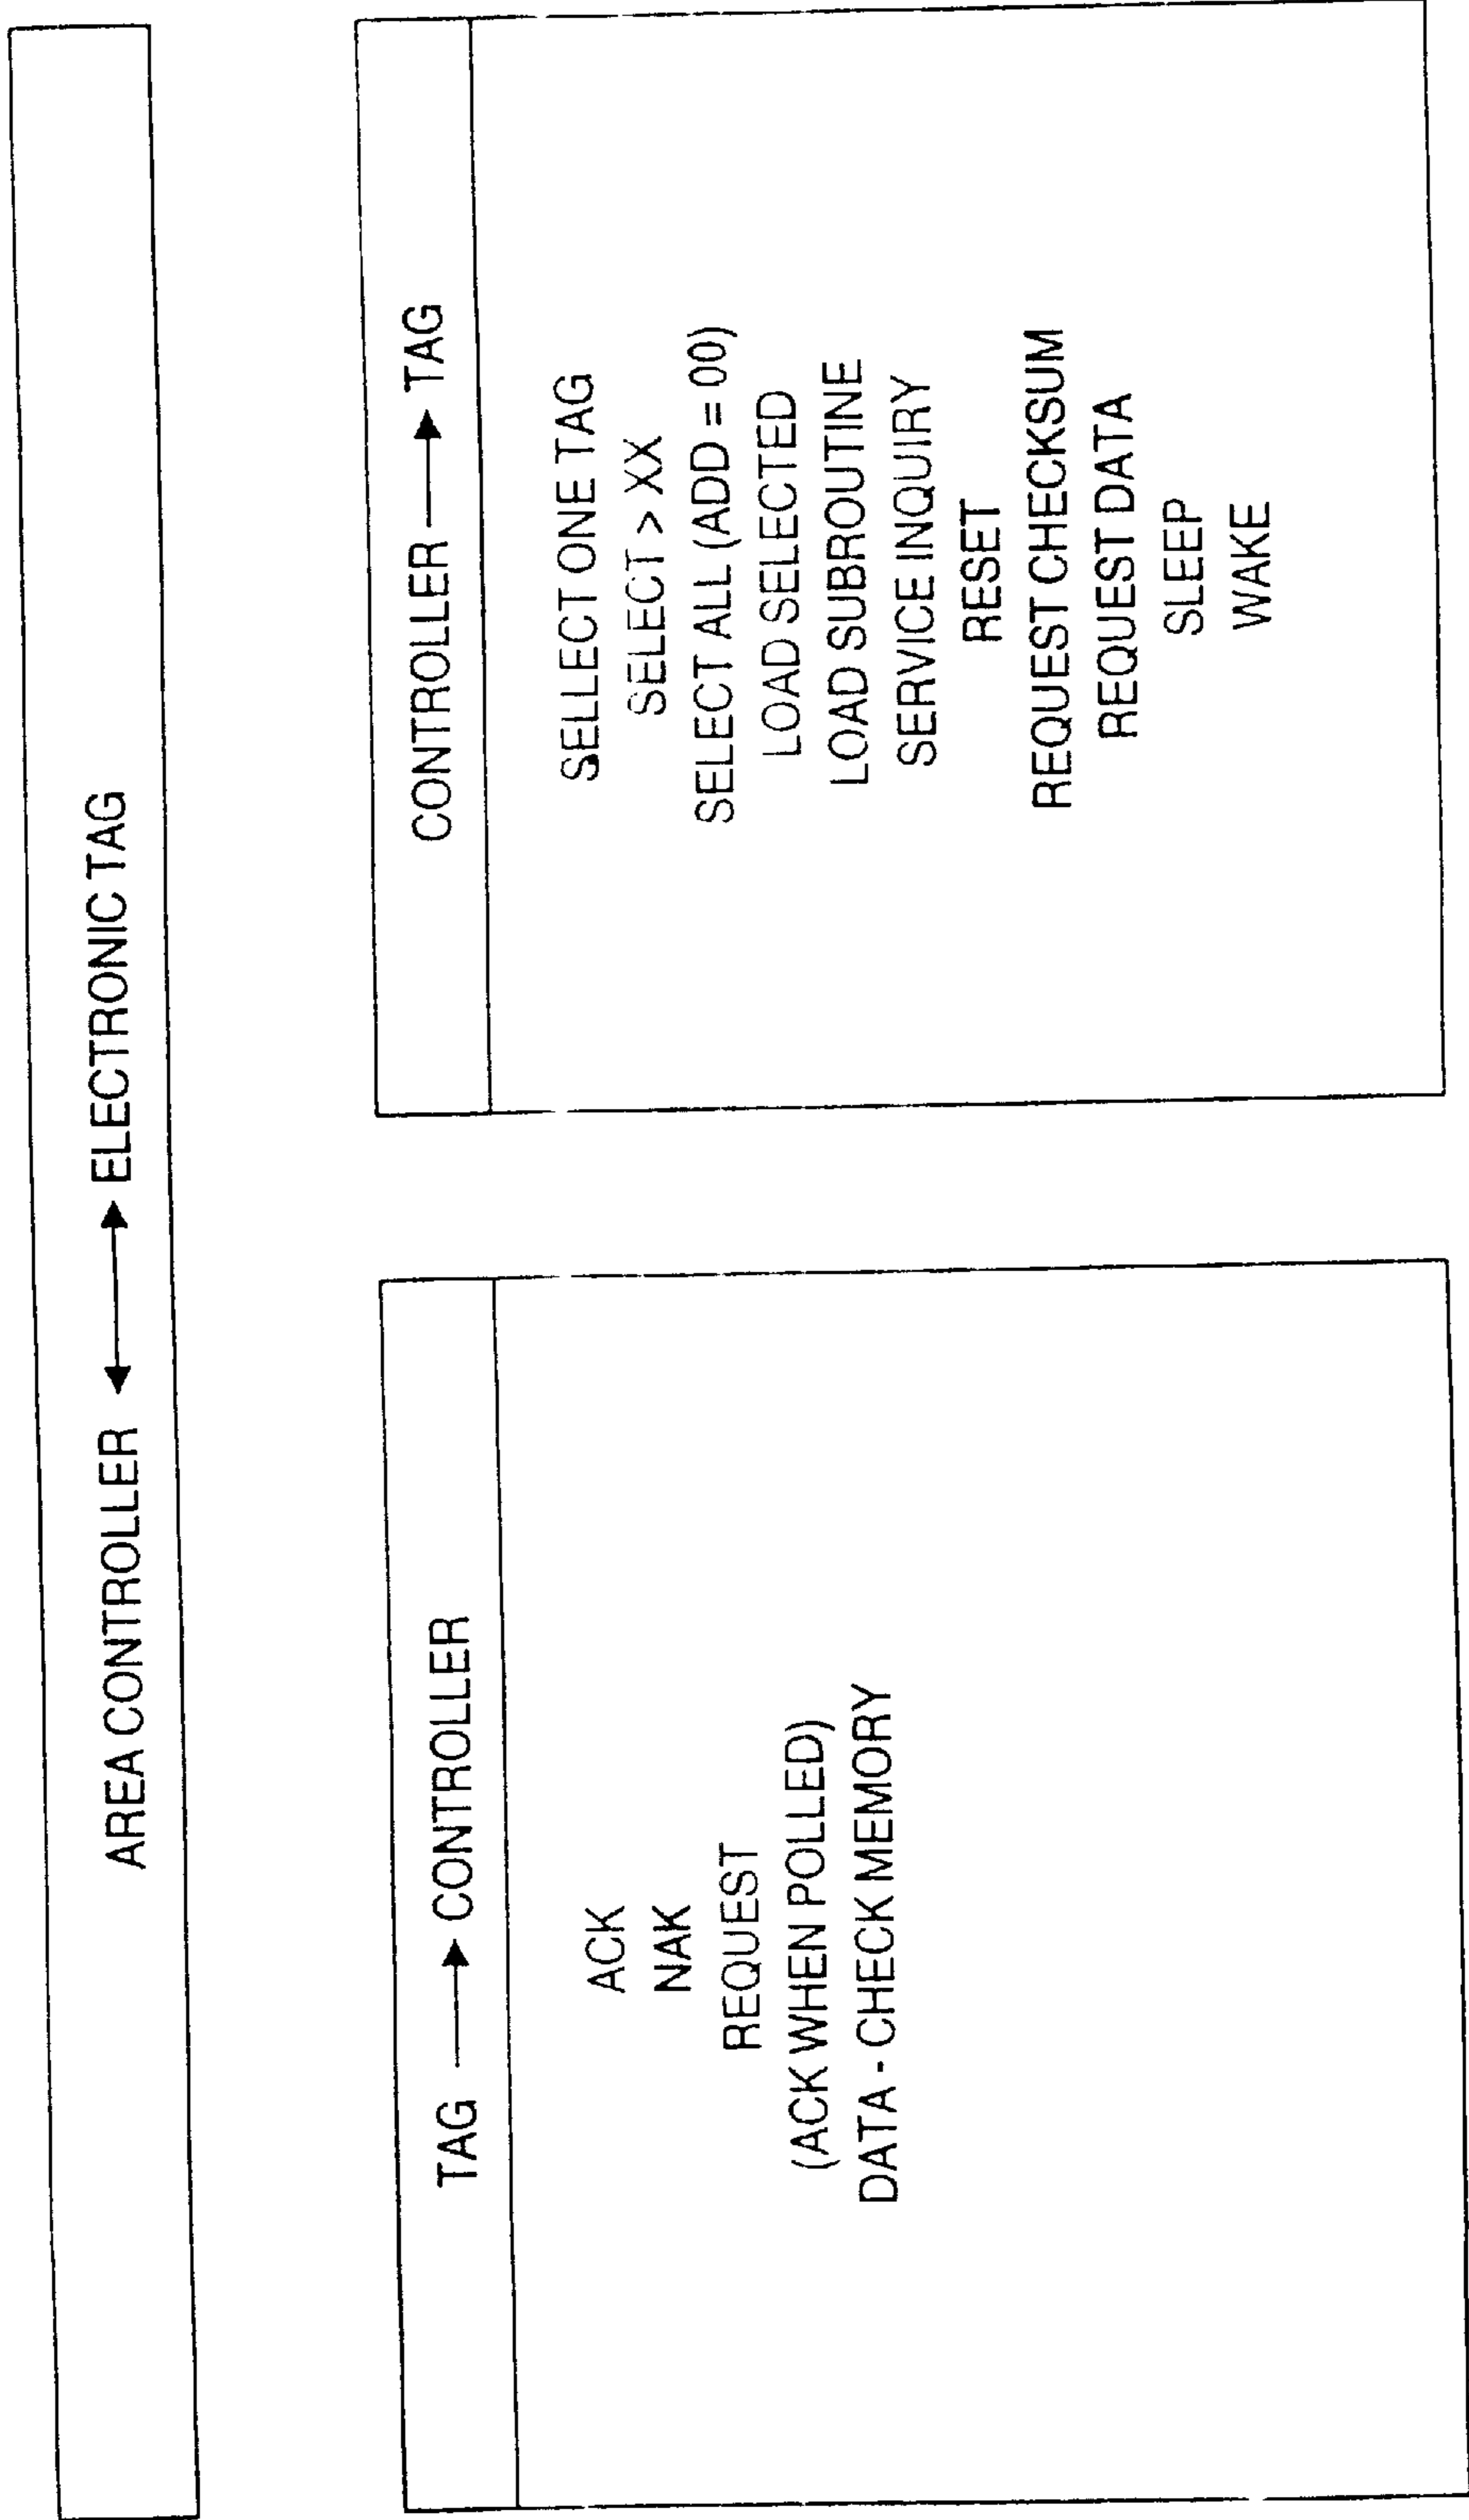 AREA CONTROLLER ↔ ELECTRONIC TAG
TAG → CONTROLLER
ACK
NAK
REQUEST
(ACK WHEN POLLED)
DATA - CHECK MEMORY
CONTROLLER → TAG
SELLECT ONE TAG
SELECT > XX
SELECT ALL (ADD = 00)
LOAD SELECTED
LOAD SUBROUTINE
SERVICE INQUIRY
RESET
REQUEST CHECKSUM
REQUEST DATA
SLEEP
WAKE